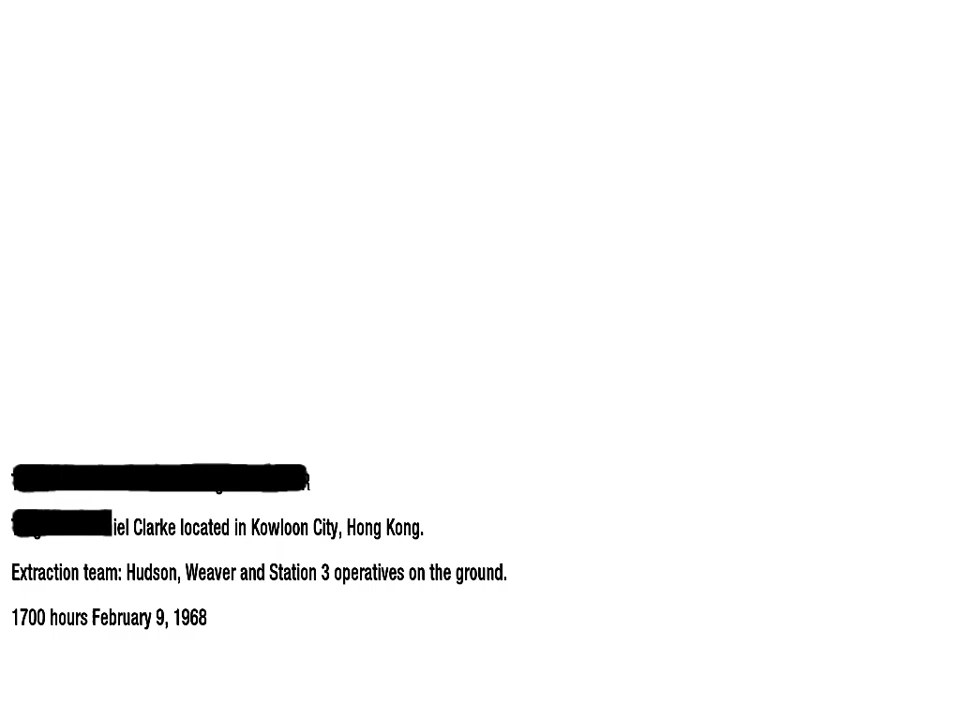 iel Clarke located in Kowloon City, Hong Kong.
Extraction team: Hudson, Weaver and Station 3 operatives on the ground.
1700 hours February 9, 1968